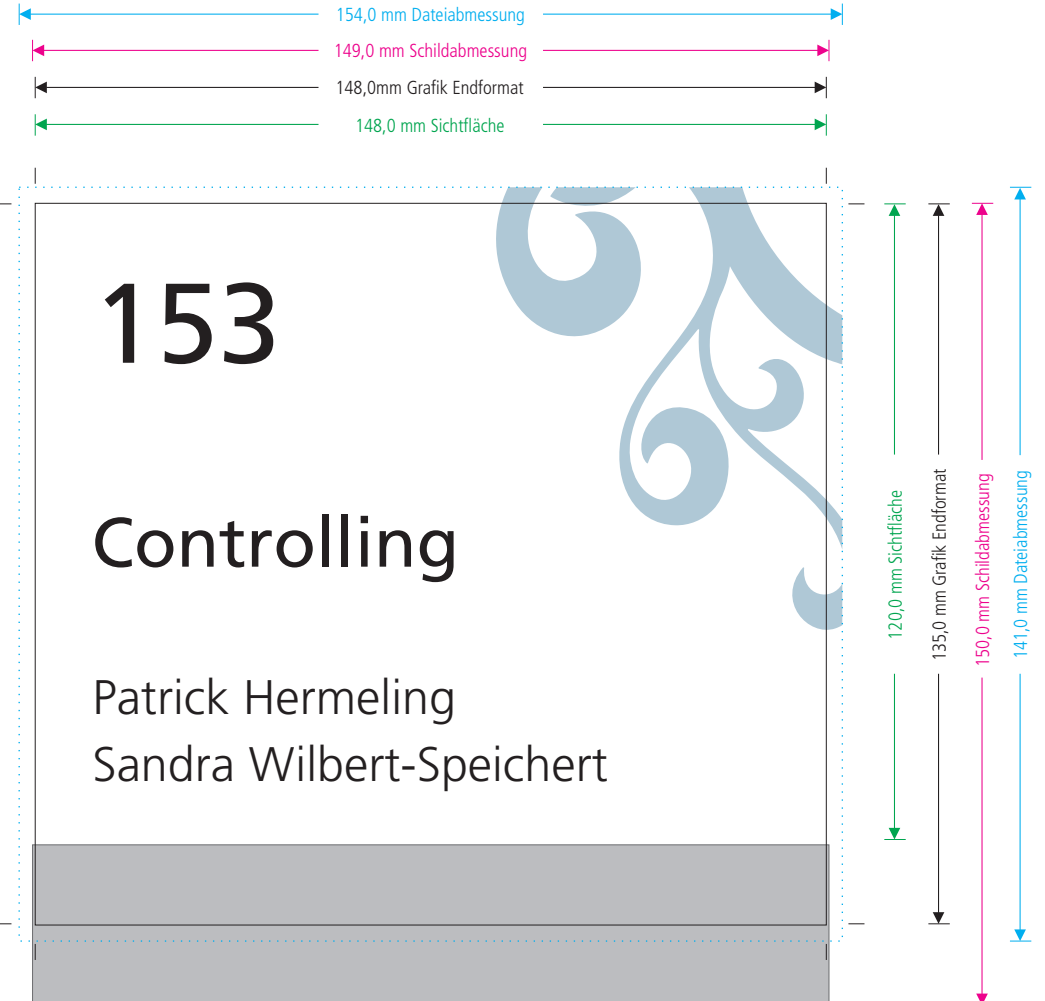 154,0 mm Dateiabmessung
149,0 mm Schildabmessung
148,0mm Grafik Endformat
148,0 mm Sichtfläche
153
Controlling
Patrick Hermeling
Sandra Wilbert-Speichert
120,0 mm Sichtfläche
135,0 mm Grafik Endformat
150,0 mm Schildabmessung
141,0 mm Dateiabmessung